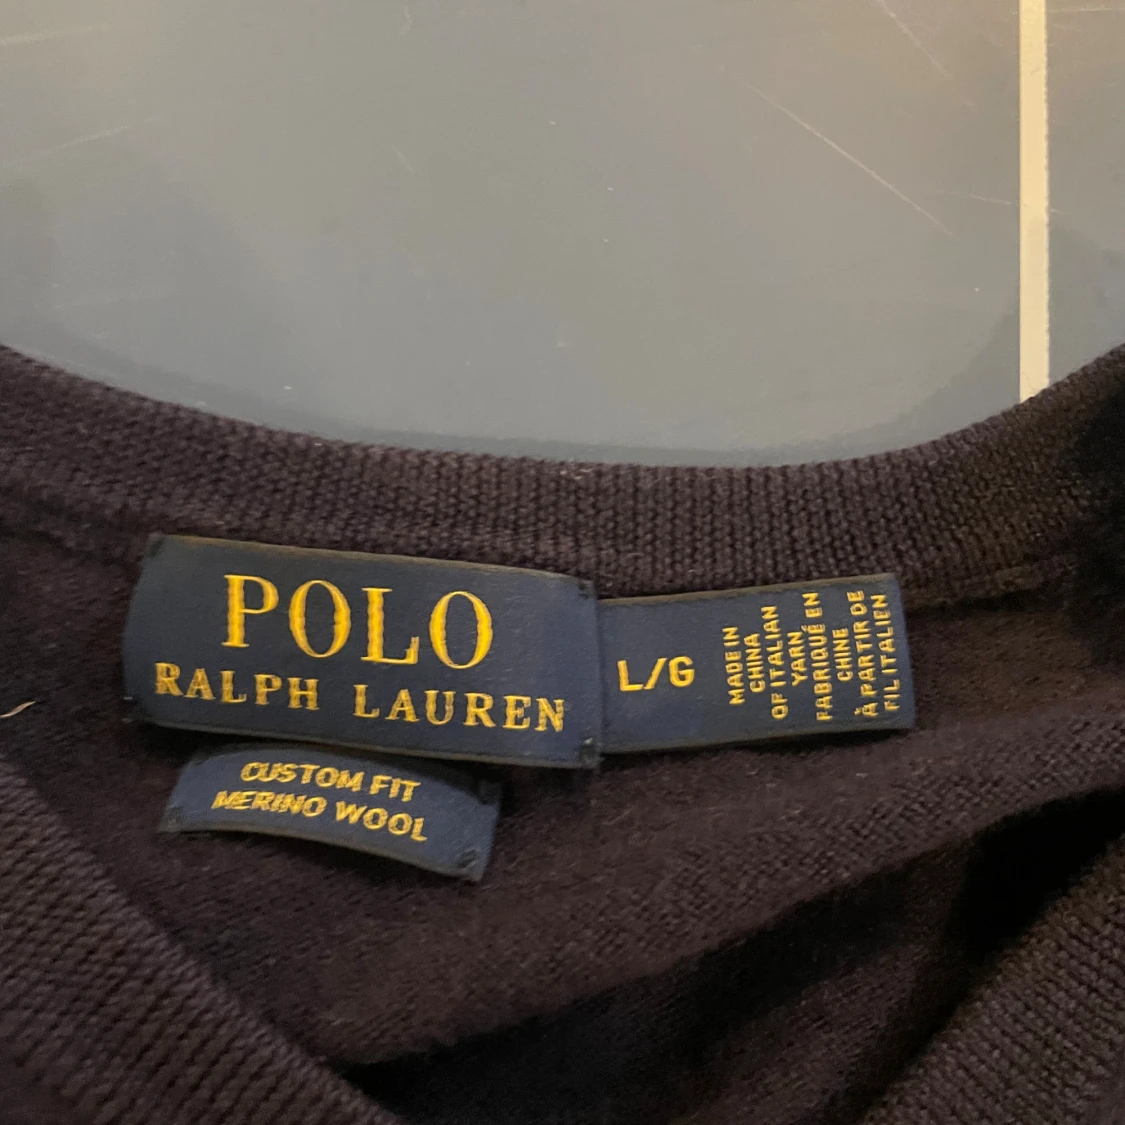 POLO
RALPH LAUREN
CUSTOM FIT
MERINO WOOL
L/G
MADE IN
CHINA
OF ITALIAN
YARN
FABRIQUÉ EN
CHINE
À PARTIR DE
FIL ITALIEN